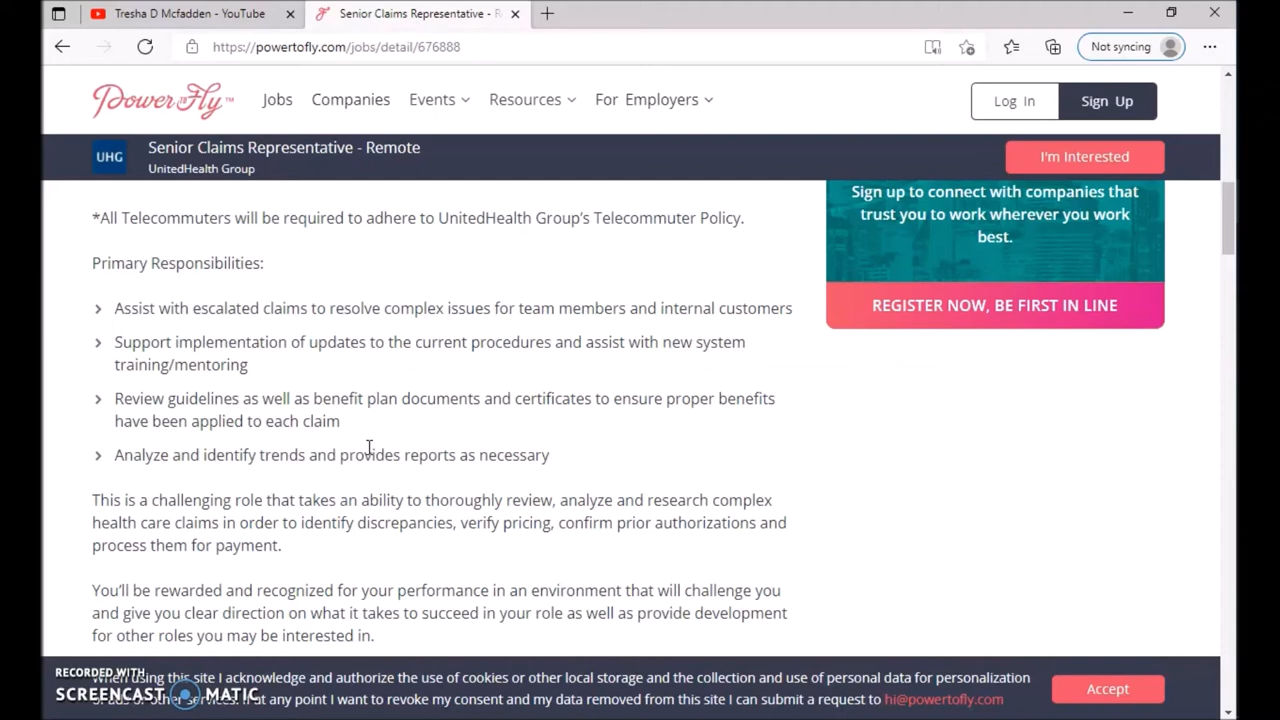 Tresha D Mcfadden - YouTube
Senior Claims Representative - R
https://powertofly.com/jobs/detail/676888
Not syncing
Power to Fly™
Jobs
Companies
Events
Resources
For Employers
Log In
Sign Up
UHG
Senior Claims Representative - Remote
UnitedHealth Group
I'm Interested
*All Telecommuters will be required to adhere to UnitedHealth Group's Telecommuter Policy.
Primary Responsibilities:
Assist with escalated claims to resolve complex issues for team members and internal customers
Support implementation of updates to the current procedures and assist with new system
training/mentoring
Review guidelines as well as benefit plan documents and certificates to ensure proper benefits
have been applied to each claim
Analyze and identify trends and provides reports as necessary
This is a challenging role that takes an ability to thoroughly review, analyze and research complex
health care claims in order to identify discrepancies, verify pricing, confirm prior authorizations and
process them for payment.
You'll be rewarded and recognized for your performance in an environment that will challenge you
and give you clear direction on what it takes to succeed in your role as well as provide development
for other roles you may be interested in.
Sign up to connect with companies that
trust you to work wherever you work
best.
REGISTER NOW, BE FIRST IN LINE
When using this site I acknowledge and authorize the use of cookies or other local storage and the collection and use of personal data for personalization
of ads or other services. If at any point I want to revoke my consent and my data removed from this site I can submit a request to hi@powertofly.com
Accept
RECORDED WITH
SCREENCAST MATIC